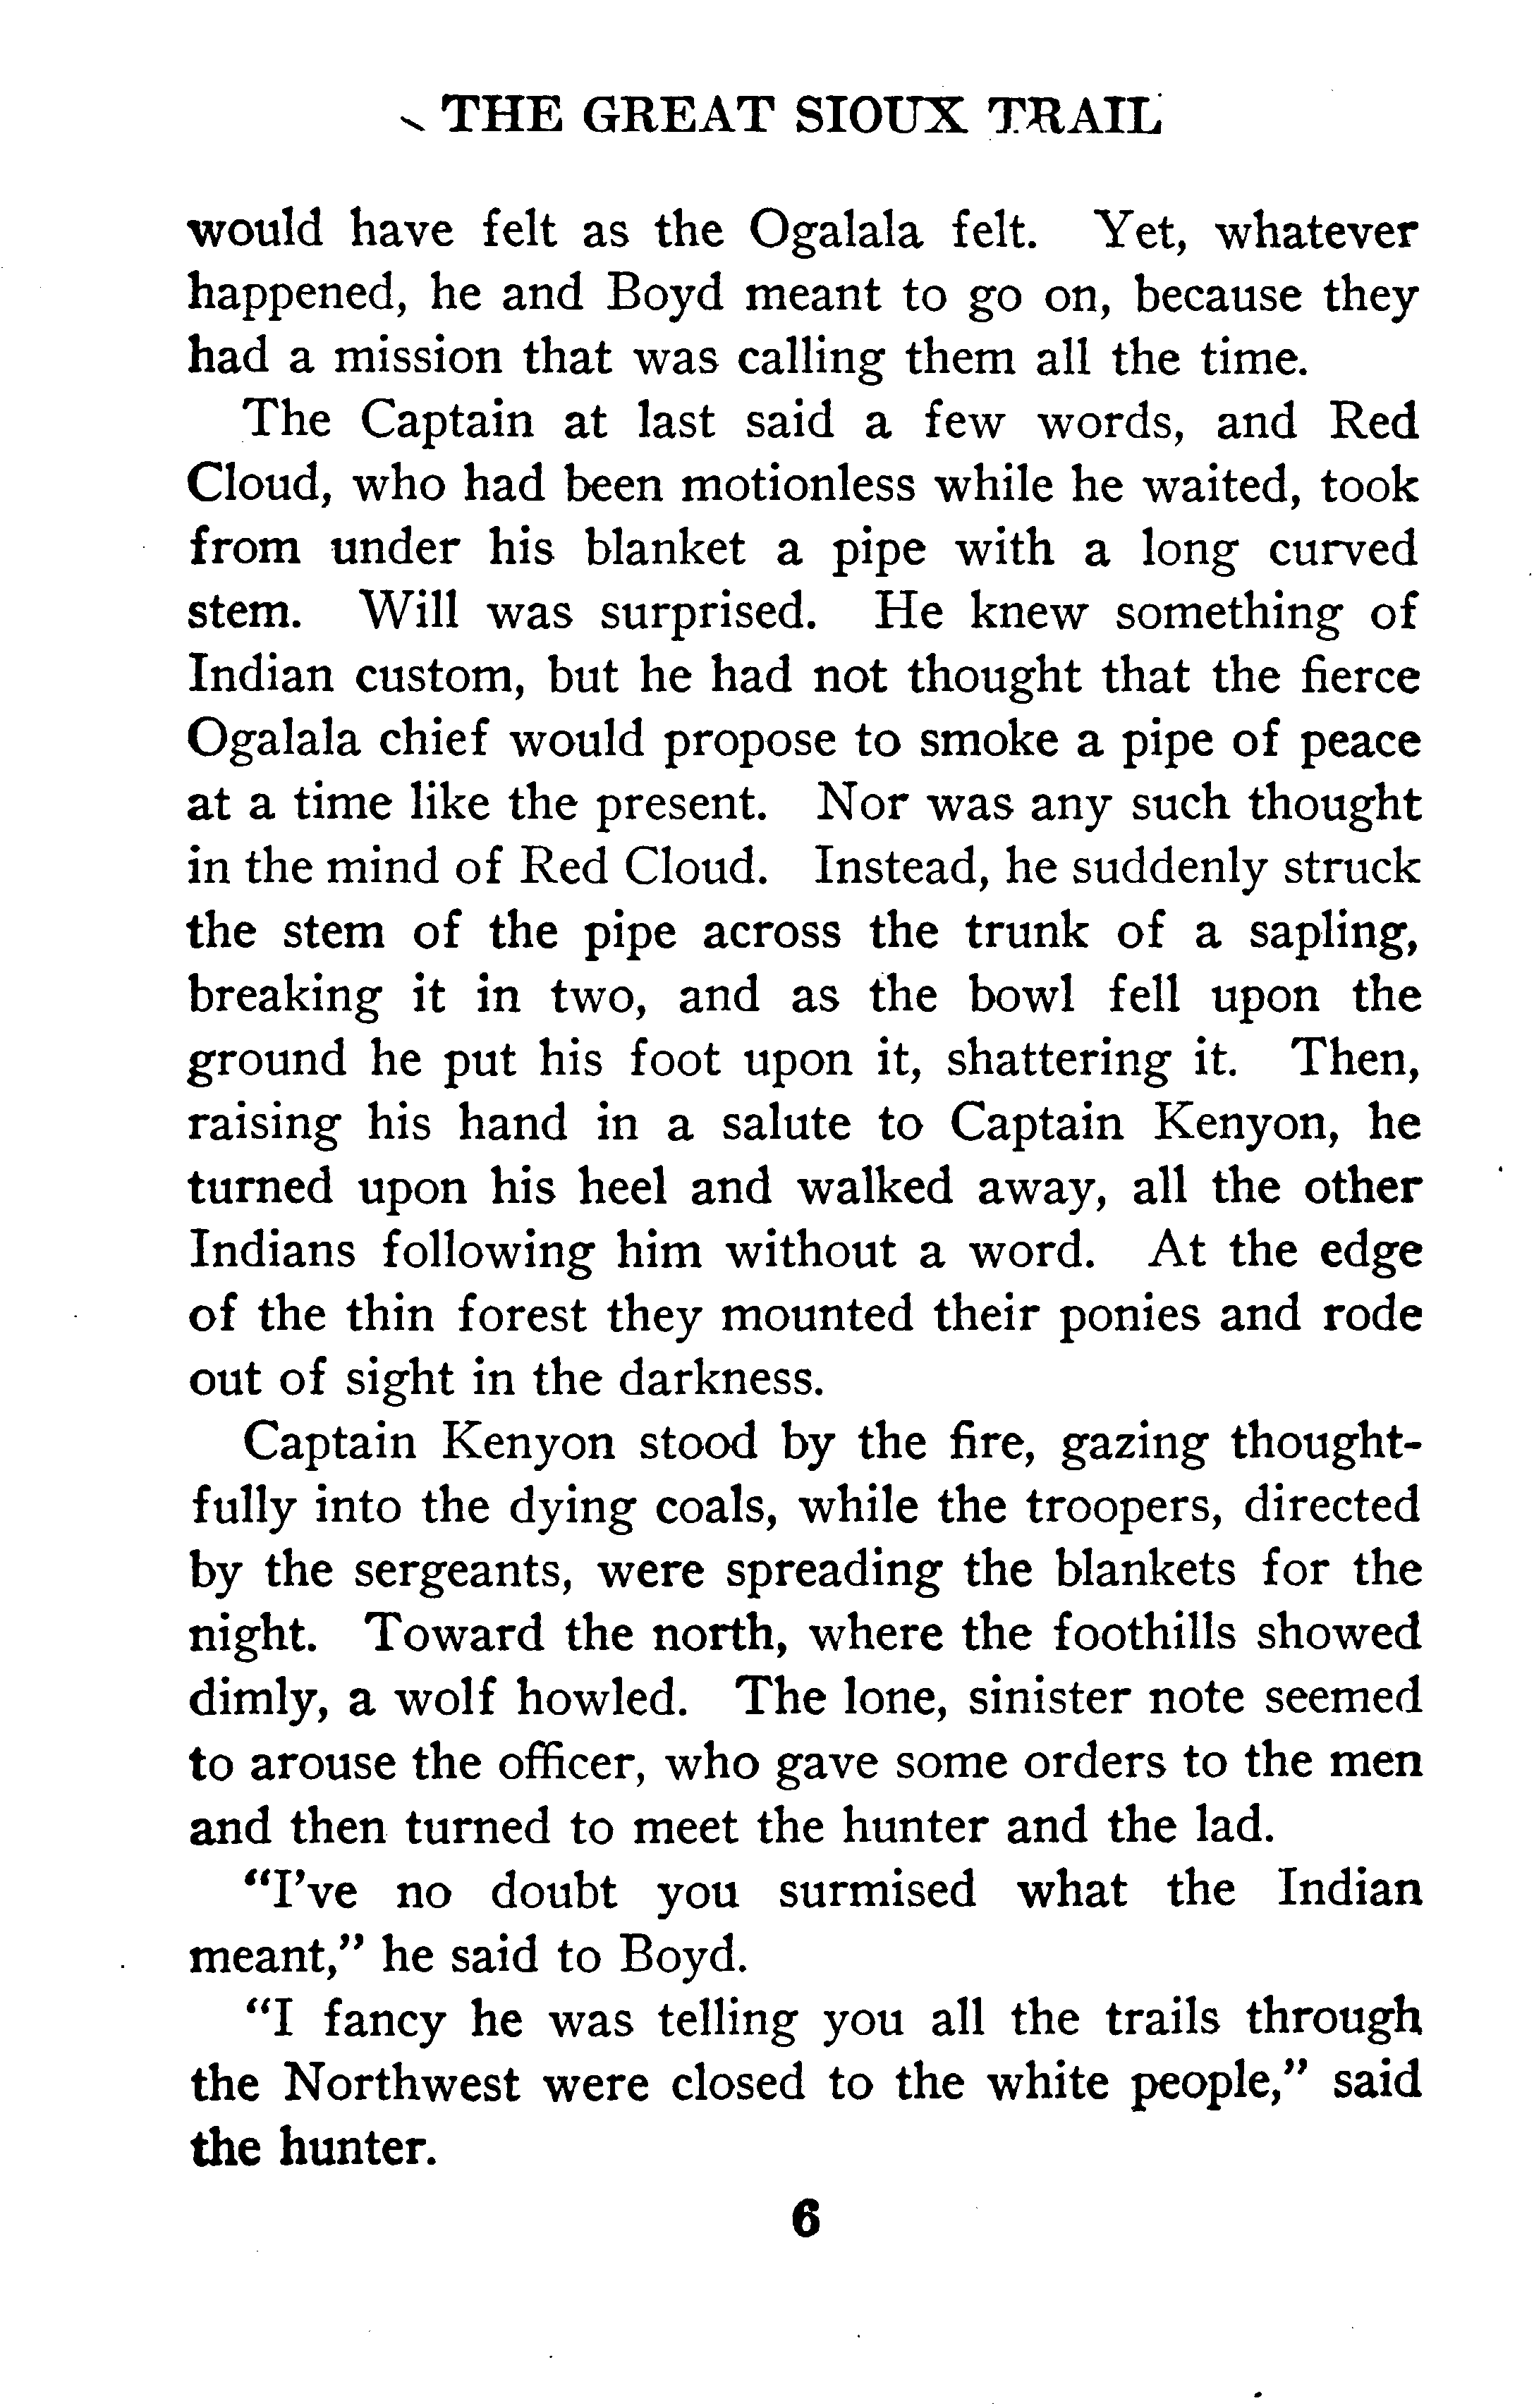 THE GREAT SIOUX TRAIL
would have felt as the Ogalala felt. Yet, whatever
happened, he and Boyd meant to go on, because they
had a mission that was calling them all the time.
The Captain at last said a few words, and Red
Cloud, who had been motionless while he waited, took
from under his blanket a pipe with a long curved
stem. Will was surprised. He knew something of
Indian custom, but he had not thought that the fierce
Ogalala chief would propose to smoke a pipe of peace
at a time like the present. Nor was any such thought
in the mind of Red Cloud. Instead, he suddenly struck
the stem of the pipe across the trunk of a sapling,
breaking it in two, and as the bowl fell upon the
ground he put his foot upon it, shattering it. Then,
raising his hand in a salute to Captain Kenyon, he
turned upon his heel and walked away, all the other
Indians following him without a word. At the edge
of the thin forest they mounted their ponies and rode
out of sight in the darkness.
Captain Kenyon stood by the fire, gazing thought-
fully into the dying coals, while the troopers, directed
by the sergeants, were spreading the blankets for the
night. Toward the north, where the foothills showed
dimly, a wolf howled. The lone, sinister note seemed
to arouse the officer, who gave some orders to the men
and then turned to meet the hunter and the lad.
"I've no doubt you surmised what the Indian
meant," he said to Boyd.
"I fancy he was telling you all the trails through
the Northwest were closed to the white people," said
the hunter.
6